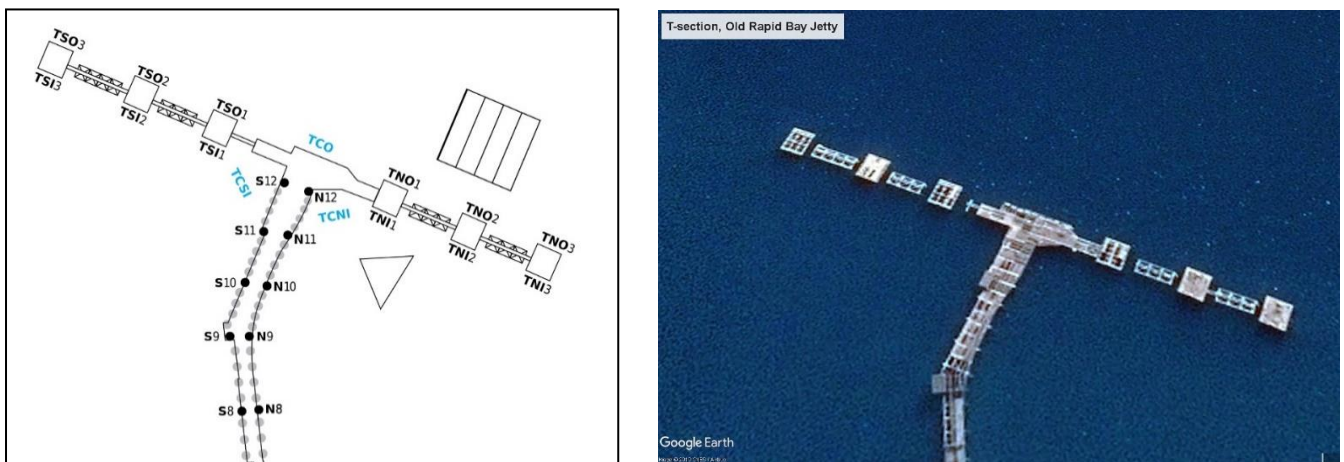 TSO3
TSI3
TSO2
TSI2
TSO1
TSI1
TCO
TCSI
S12
N12
TCNI
TNO1
TNI1
TNO2
TNI2
TNO3
TNI3
S11
N11
S10
N10
S9
N9
S8
N8
T-section, Old Rapid Bay Jetty
Google Earth